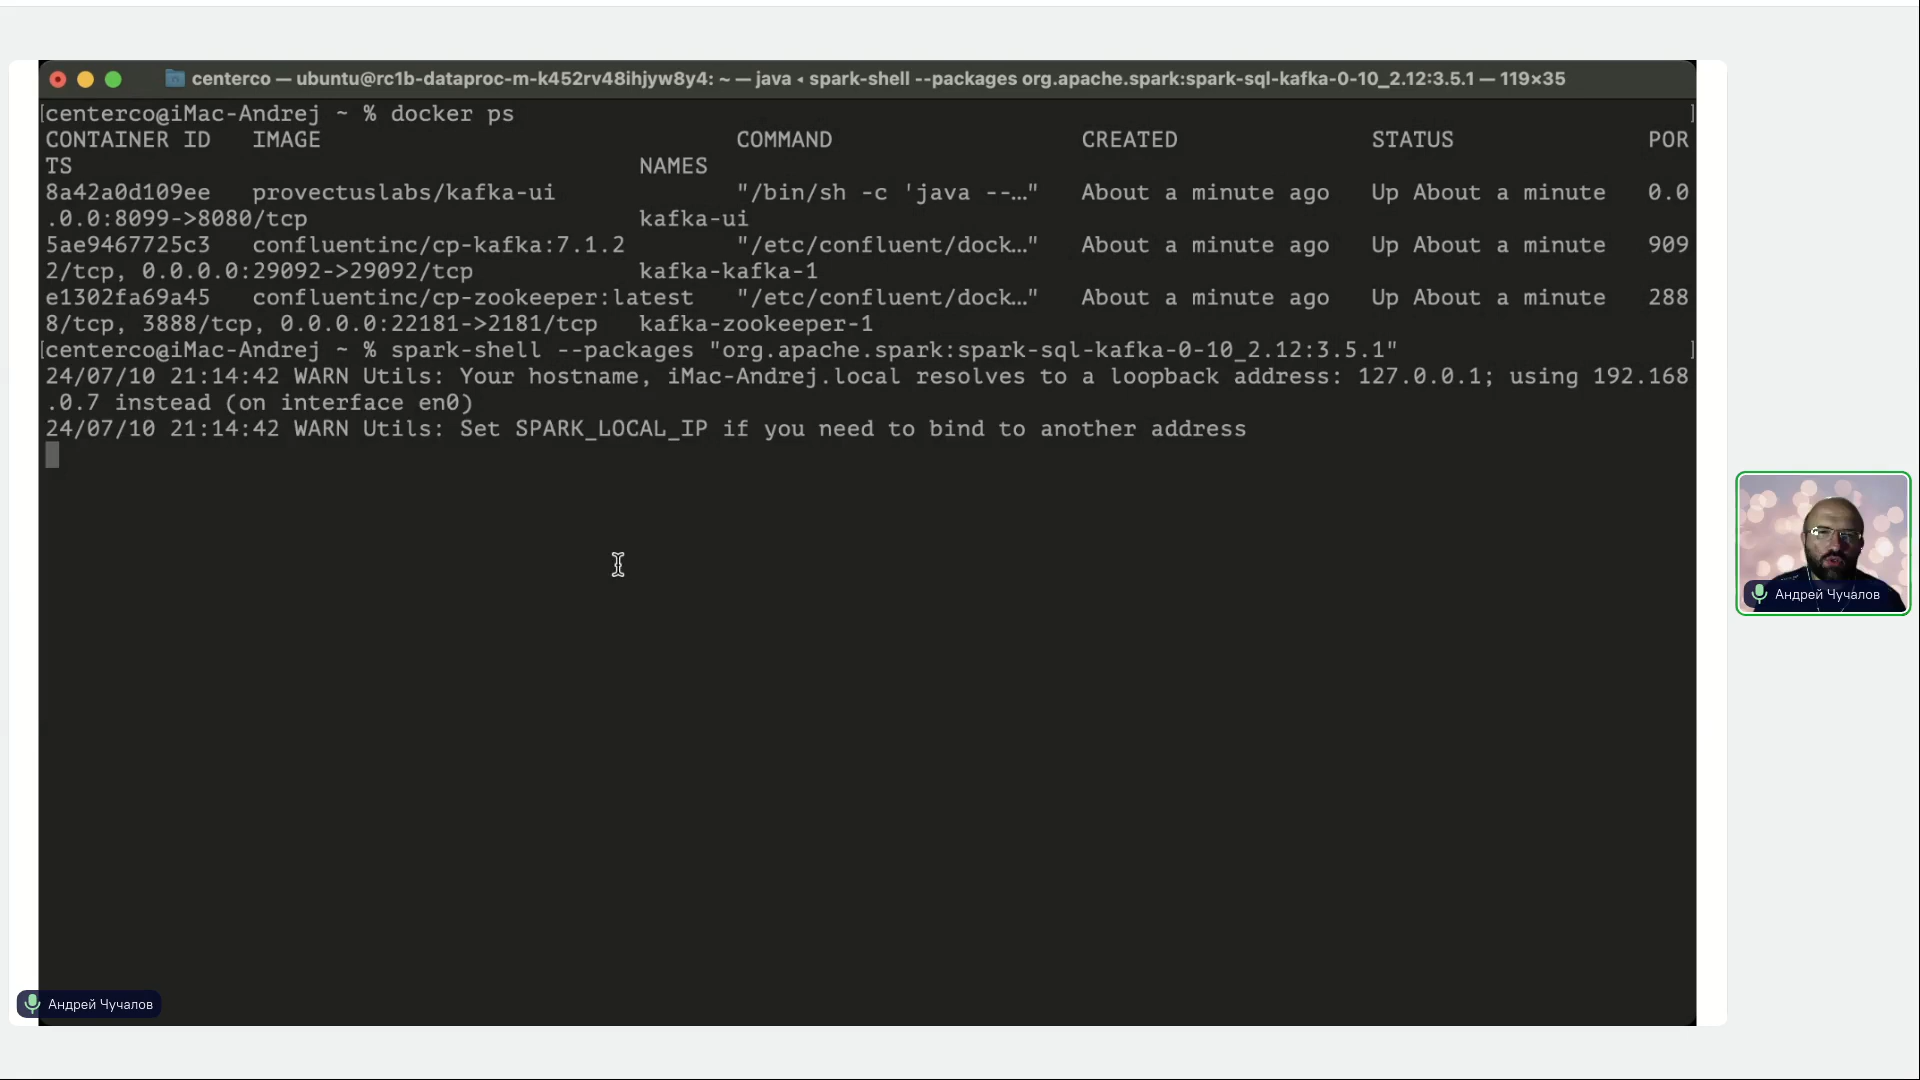 centerco — ubuntu@rc1b-dataproc-m-k452rv48ihjyw8y4: ~ — java ◂ spark-shell --packages org.apache.spark:spark-sql-kafka-0-10_2.12:3.5.1 — 119×35
[centerco@iMac-Andrej ~ % docker ps ]
CONTAINER ID   IMAGE                              COMMAND                  CREATED              STATUS              POR
TS                                         NAMES
8a42a0d109ee   provectuslabs/kafka-ui             "/bin/sh -c 'java --…"   About a minute ago   Up About a minute   0.0
.0.0:8099->8080/tcp                        kafka-ui
5ae9467725c3   confluentinc/cp-kafka:7.1.2        "/etc/confluent/dock…"   About a minute ago   Up About a minute   909
2/tcp, 0.0.0.0:29092->29092/tcp            kafka-kafka-1
e1302fa69a45   confluentinc/cp-zookeeper:latest   "/etc/confluent/dock…"   About a minute ago   Up About a minute   288
8/tcp, 3888/tcp, 0.0.0.0:22181->2181/tcp   kafka-zookeeper-1
[centerco@iMac-Andrej ~ % spark-shell --packages "org.apache.spark:spark-sql-kafka-0-10_2.12:3.5.1" ]
24/07/10 21:14:42 WARN Utils: Your hostname, iMac-Andrej.local resolves to a loopback address: 127.0.0.1; using 192.168
.0.7 instead (on interface en0)
24/07/10 21:14:42 WARN Utils: Set SPARK_LOCAL_IP if you need to bind to another address
Андрей Чучалов
Андрей Чучалов